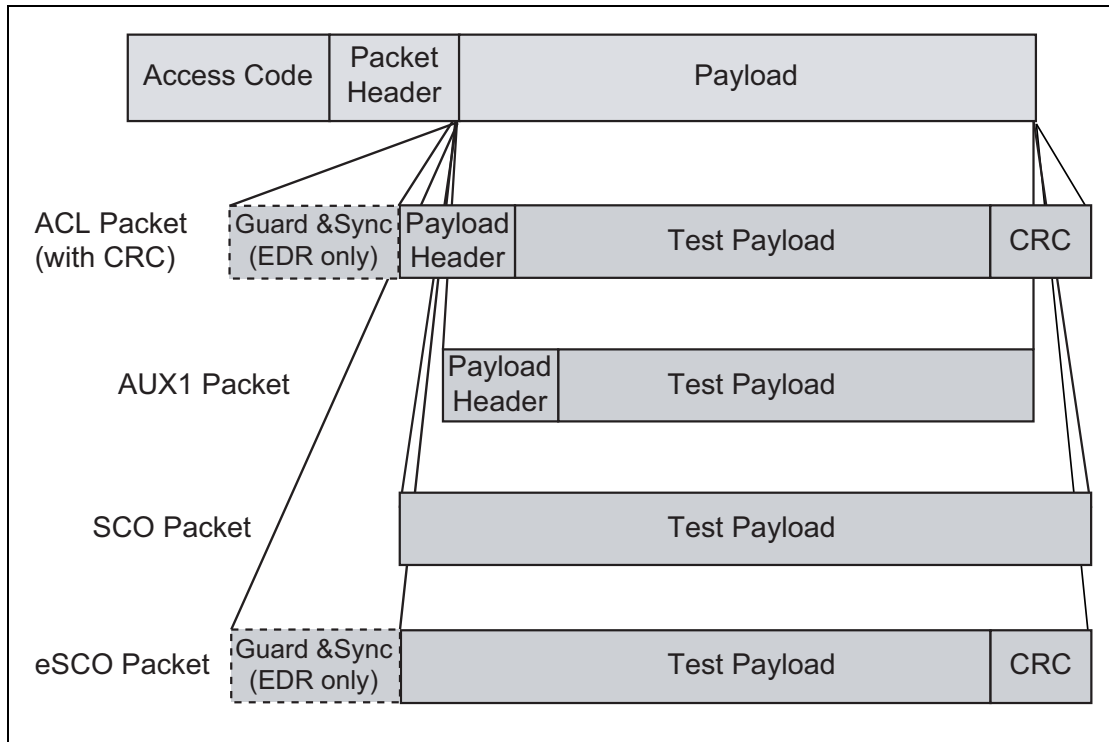 Access Code
Packet
Header
Payload
ACL Packet
(with CRC)
Guard &Sync
(EDR only)
Payload
Header
Test Payload
CRC
AUX1 Packet
Payload
Header
Test Payload
SCO Packet
Test Payload
eSCO Packet
Guard &Sync
(EDR only)
Test Payload
CRC